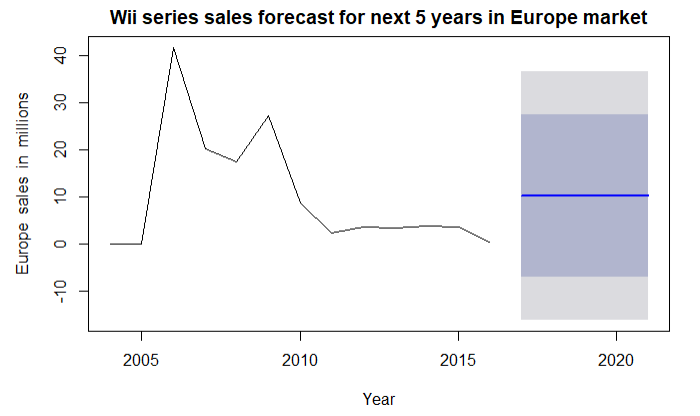 Wii series sales forecast for next 5 years in Europe market
Europe sales in millions
40
30
20
10
0
-10
2005 2010 2015 2020
Year